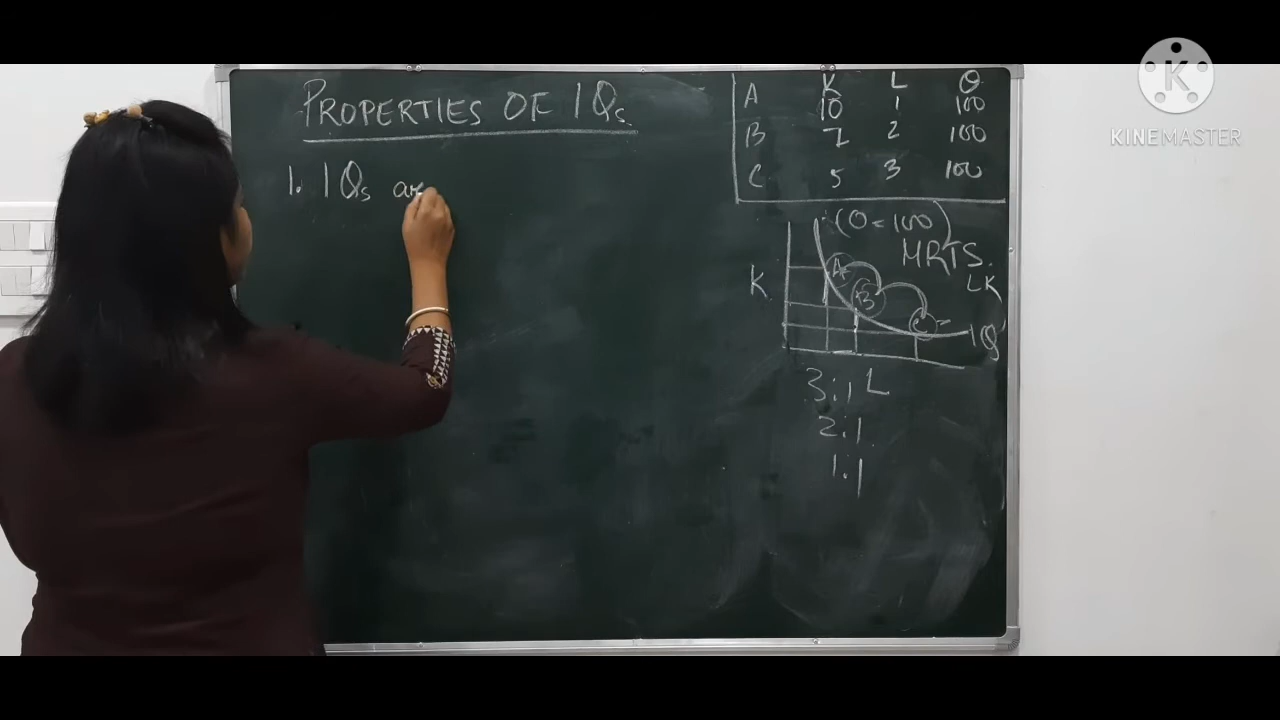 PROPERTIES OF IQs
1. IQs are
K L Q
A 10 1 100
B 7 2 100
C 5 3 100
(Q = 100)
MRTS
LK
K
A
B
C
IQ
L
3:1
2:1
1:1
K
KINEMASTER